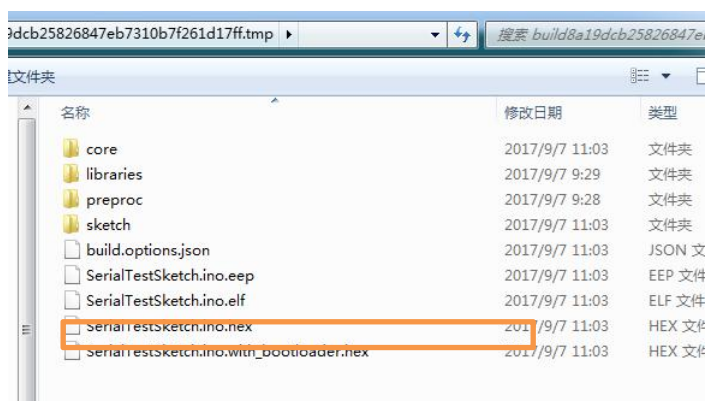 9dcb25826847eb7310b7f261d17ff.tmp
搜索 build8a19dcb25826847e
文件夹
名称 修改日期 类型
core 2017/9/7 11:03 文件夹
libraries 2017/9/7 9:29 文件夹
preproc 2017/9/7 9:28 文件夹
sketch 2017/9/7 11:03 文件夹
build.options.json 2017/9/7 11:03 JSON 文
SerialTestSketch.ino.eep 2017/9/7 11:03 EEP 文件
SerialTestSketch.ino.elf 2017/9/7 11:03 ELF 文件
SerialTestSketch.ino.hex 2017/9/7 11:03 HEX 文件
SerialTestSketch.ino.with_bootloader.hex 2017/9/7 11:03 HEX 文件